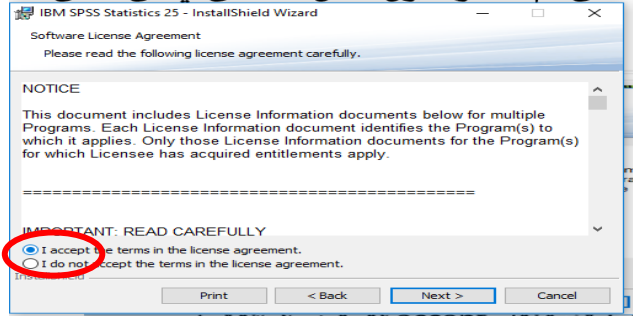 IBM SPSS Statistics 25 - InstallShield Wizard
Software License Agreement
Please read the following license agreement carefully.
NOTICE
This document includes License Information documents below for multiple
Programs. Each License Information document identifies the Program(s) to
which it applies. Only those License Information documents for the Program(s)
for which Licensee has acquired entitlements apply.
==============================================
IMPORTANT: READ CAREFULLY
I accept the terms in the license agreement.
I do not accept the terms in the license agreement.
InstallShield
Print < Back Next > Cancel